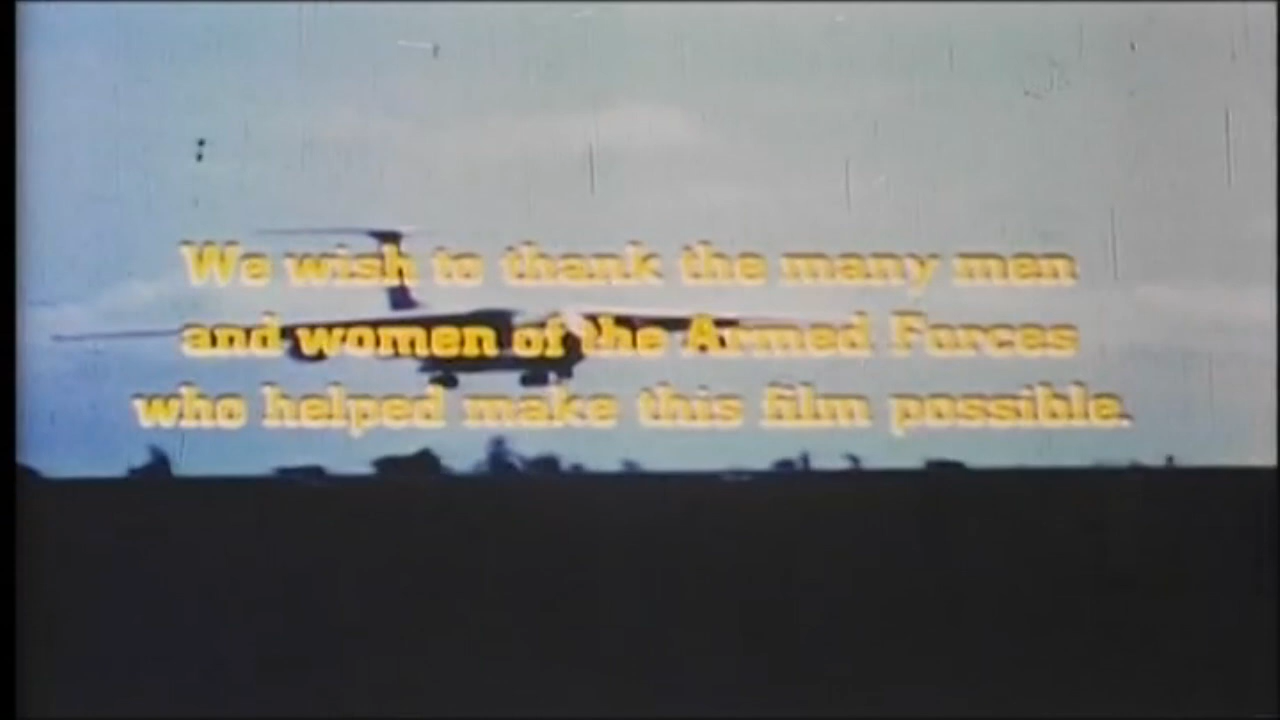 We wish to thank the many men
and women of the Armed Forces
who helped make this film possible.